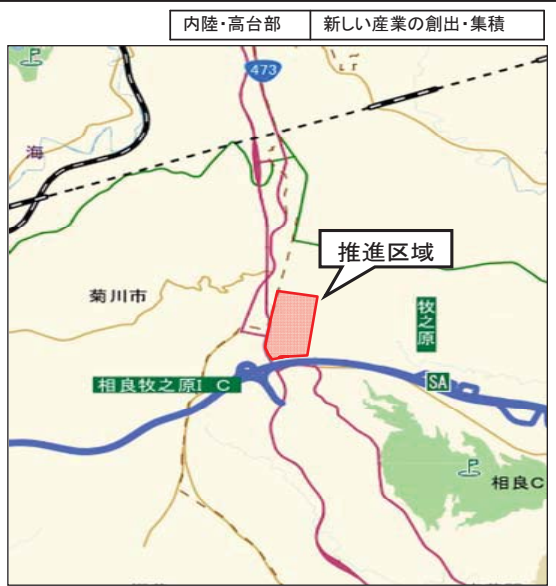 内陸・高台部 新しい産業の創出・集積
473
海
推進区域
菊川市
牧之原
相良牧之原I C
SA
相良C